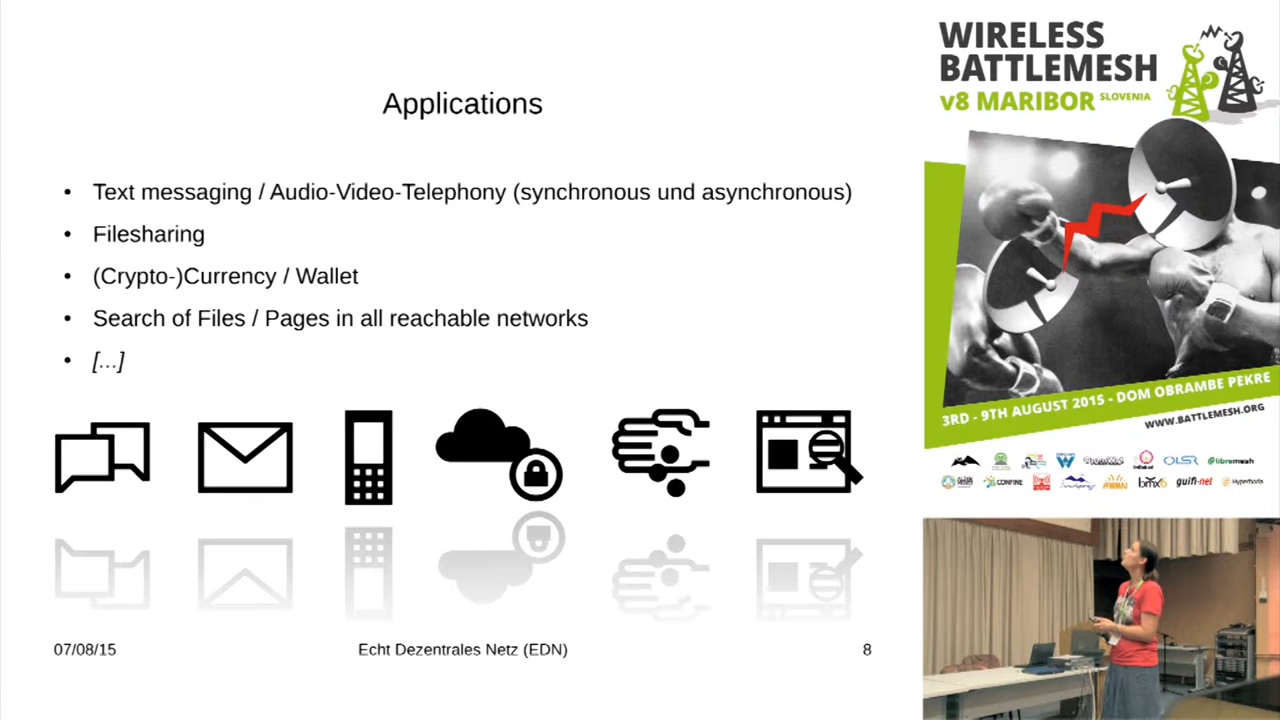 Applications
• Text messaging / Audio-Video-Telephony (synchronous und asynchronous)
• Filesharing
• (Crypto-)Currency / Wallet
• Search of Files / Pages in all reachable networks
• [...]
07/08/15
Echt Dezentrales Netz (EDN)
8
WIRELESS
BATTLEMESH
v8 MARIBOR SLOVENIA
3RD - 9TH AUGUST 2015 - DOM OBRAMBE PEKRE
WWW.BATTLEMESH.ORG
OLSR
libremesh
CONFINE
AWMN
bmx6
guifi·net
Hyperboria